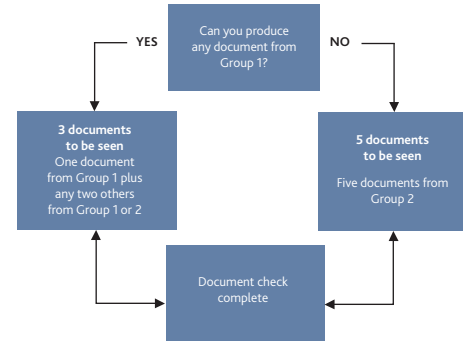 Can you produce
any document from
Group 1?
YES
NO
3 documents
to be seen
One document
from Group 1 plus
any two others
from Group 1 or 2
5 documents
to be seen
Five documents from
Group 2
Document check
complete